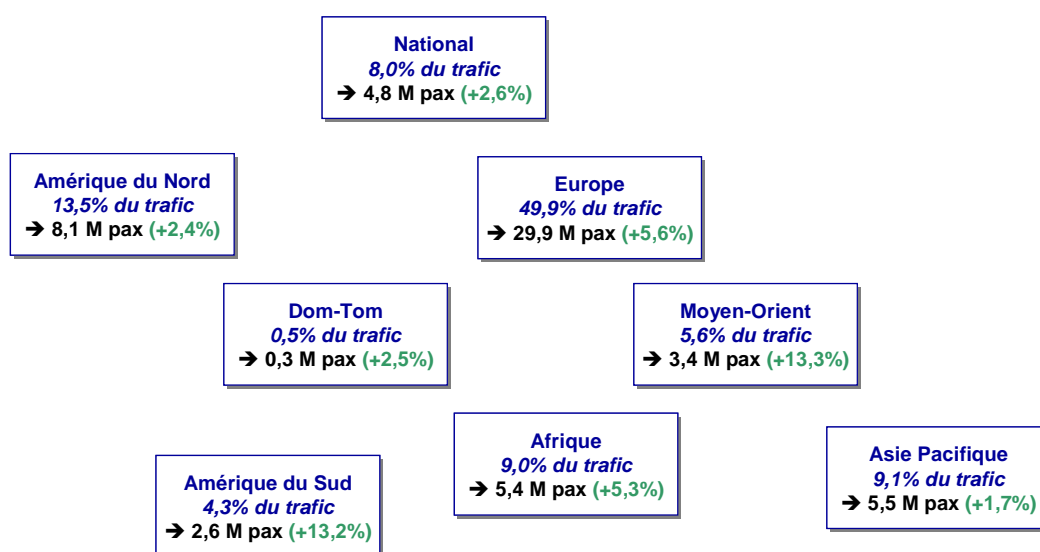 National
8,0% du trafic
➔ 4,8 M pax (+2,6%)
Amérique du Nord
13,5% du trafic
➔ 8,1 M pax (+2,4%)
Europe
49,9% du trafic
➔ 29,9 M pax (+5,6%)
Dom-Tom
0,5% du trafic
➔ 0,3 M pax (+2,5%)
Moyen-Orient
5,6% du trafic
➔ 3,4 M pax (+13,3%)
Afrique
9,0% du trafic
➔ 5,4 M pax (+5,3%)
Asie Pacifique
9,1% du trafic
➔ 5,5 M pax (+1,7%)
Amérique du Sud
4,3% du trafic
➔ 2,6 M pax (+13,2%)